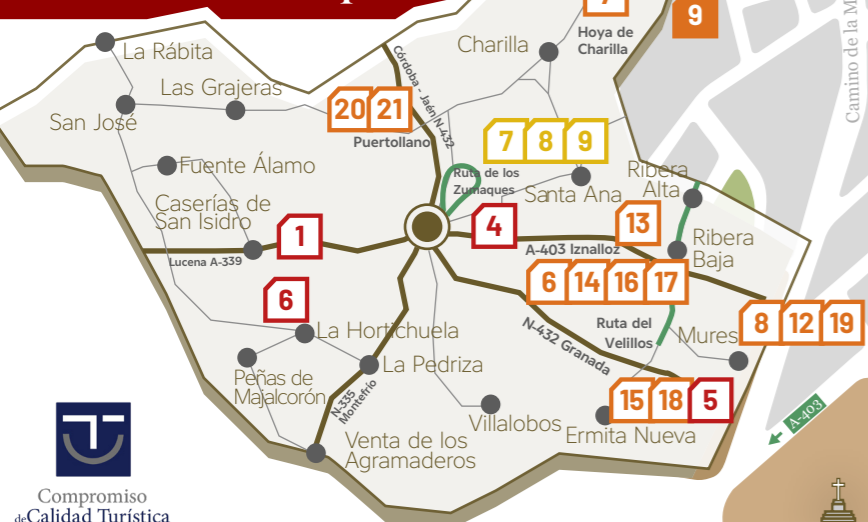 9
Camino de la M
7
Hoya de
Charilla
Charilla
La Rábita
Las Grajeras
San José
Córdoba - Jaén N-432
20 21
Puertollano
7 8 9
Fuente Álamo
Ruta de los
Zumaques
Santa Ana
Ribera
Alta
Caserías de
San Isidro
1
4
13
Ribera
Baja
Lucena A-339
A-403 Iznalloz
6
6 14 16 17
La Hortichuela
N-432 Granada
Ruta del
Velillos
Mures
8 12 19
La Pedriza
Peñas de
Majalcorón
N-335
Montefrío
15 18 5
Villalobos
Ermita Nueva
A-403
Venta de los
Agramaderos
Compromiso
deCalidad Turística